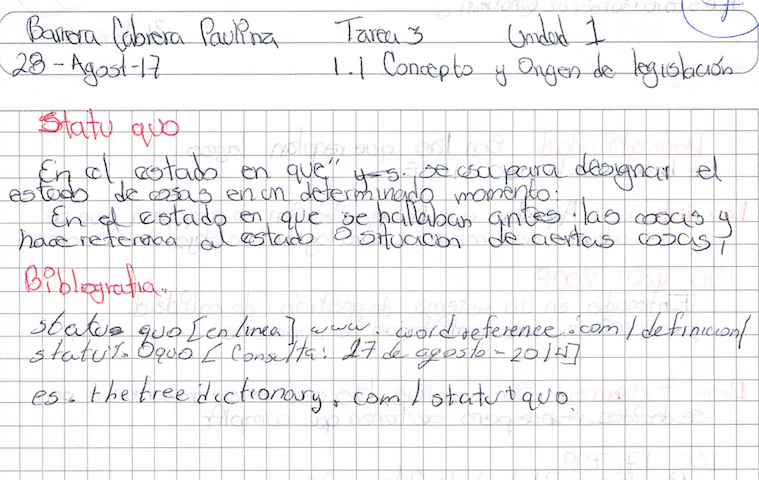 Barrera Cabrera Paulina Tarea 3 Unidad 1
28-Agost-17 1.1 Concepto y Origen de legislación
Statu quo
En el estado en que" se usa para designar el
estado de cosas en un determinado momento.
En el estado en que se hallaban antes las cosas y
hace referencia al estado o situacion de ciertas cosas,
Bibliografia.
status quo [en linea] www.wordreference.com/definicion/
statu%.0quo [Consulta: 27 de agosto-2017]
es.thefreedictionary.com/statu+quo.